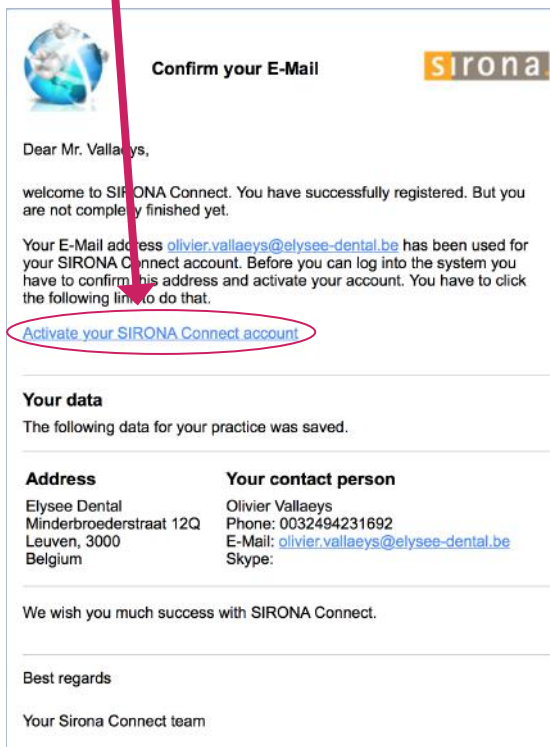 Confirm your E-Mail
sirona.
Dear Mr. Vallaeys,
welcome to SIRONA Connect. You have successfully registered. But you
are not completly finished yet.
Your E-Mail address olivier.vallaeys@elysee-dental.be has been used for
your SIRONA Connect account. Before you can log into the system you
have to confirm this address and activate your account. You have to click
the following link to do that.
Activate your SIRONA Connect account
Your data
The following data for your practice was saved.
Address
Elysee Dental
Minderbroederstraat 12Q
Leuven, 3000
Belgium
Your contact person
Olivier Vallaeys
Phone: 0032494231692
E-Mail: olivier.vallaeys@elysee-dental.be
Skype:
We wish you much success with SIRONA Connect.
Best regards
Your Sirona Connect team